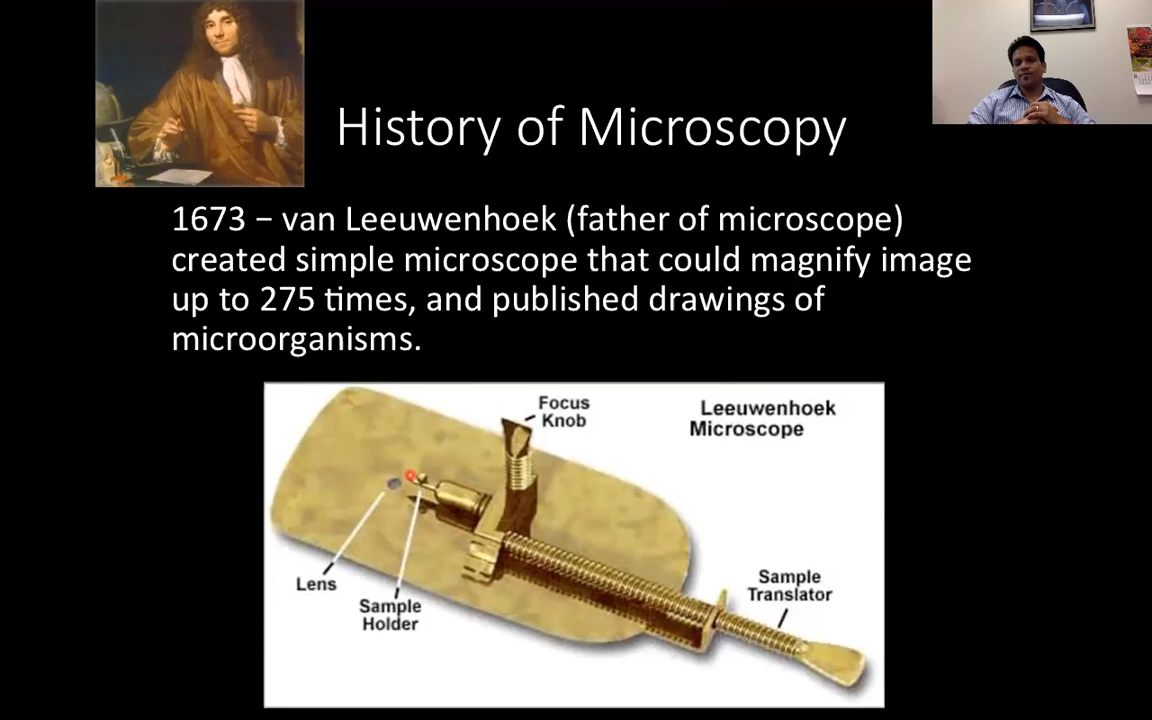 History of Microscopy
1673 – van Leeuwenhoek (father of microscope)
created simple microscope that could magnify image
up to 275 times, and published drawings of
microorganisms.
Focus
Knob
Leeuwenhoek
Microscope
Lens
Sample
Holder
Sample
Translator